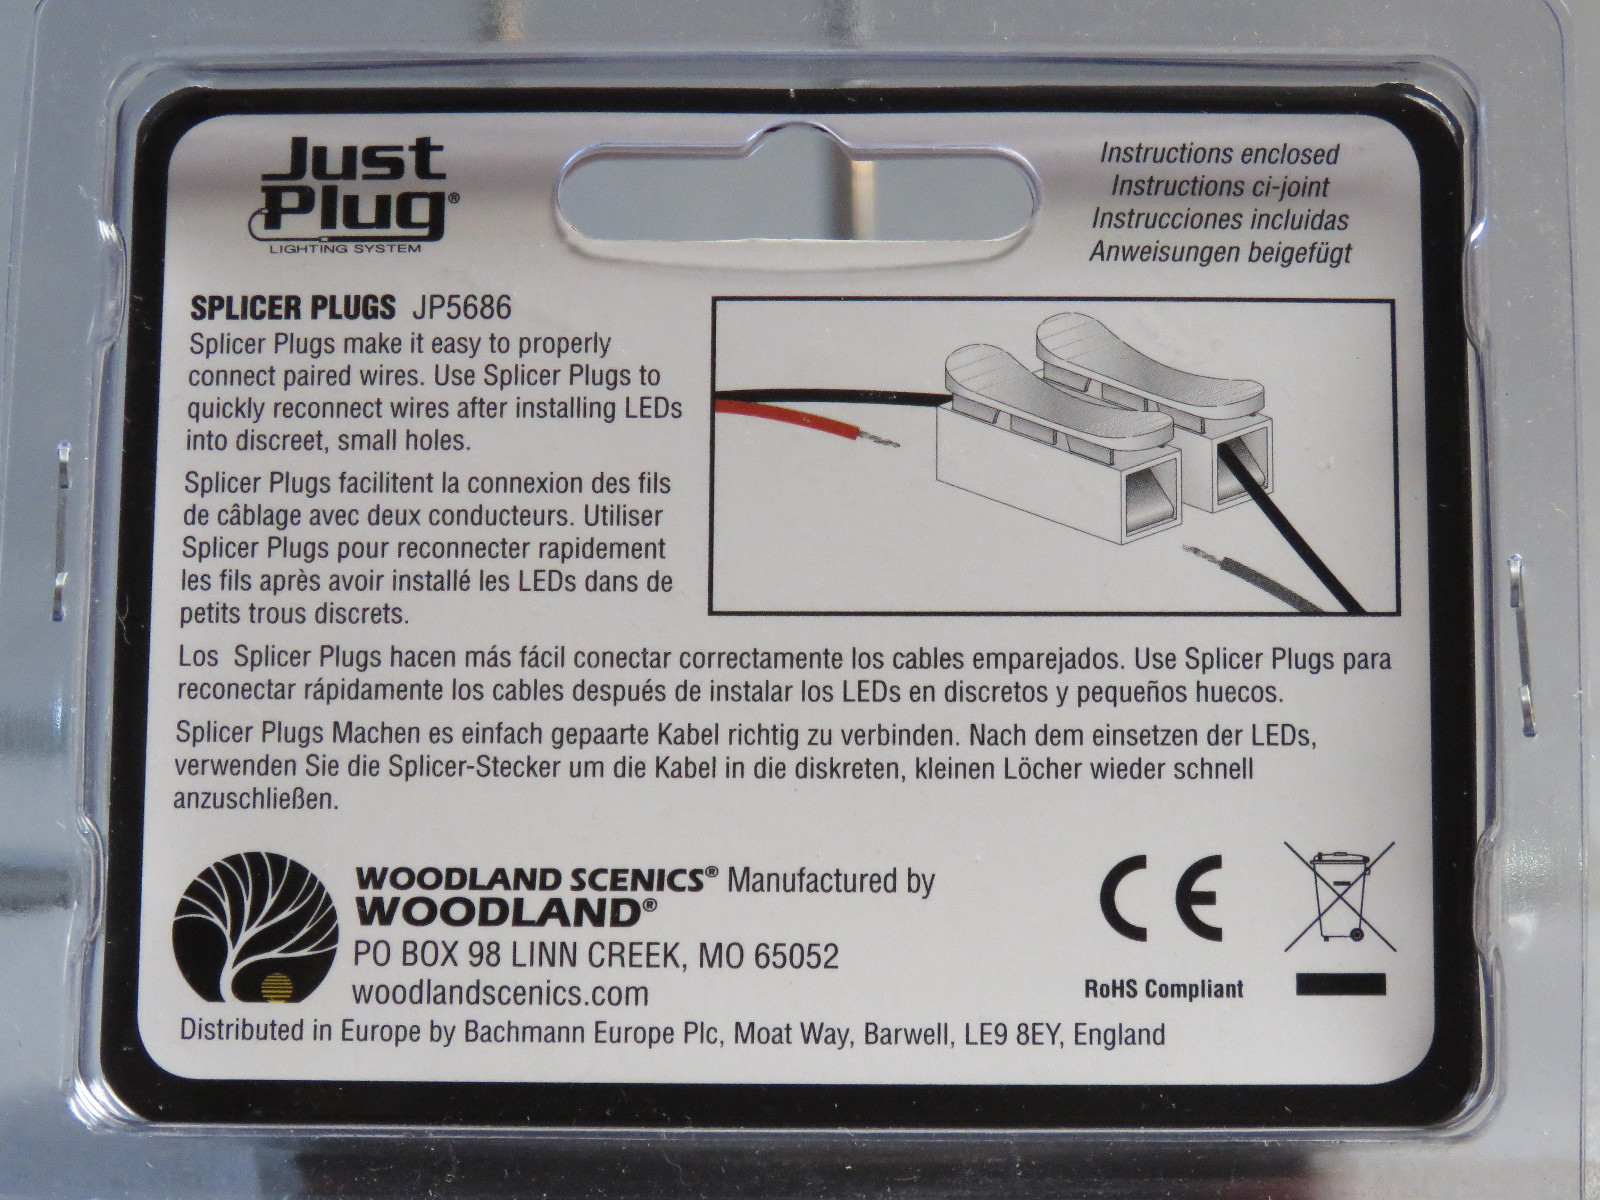 Just
Plug®
LIGHTING SYSTEM
Instructions enclosed
Instructions ci-joint
Instrucciones incluidas
Anweisungen beigefügt
SPLICER PLUGS JP5686
Splicer Plugs make it easy to properly
connect paired wires. Use Splicer Plugs to
quickly reconnect wires after installing LEDs
into discreet, small holes.
Splicer Plugs facilitent la connexion des fils
de câblage avec deux conducteurs. Utiliser
Splicer Plugs pour reconnecter rapidement
les fils après avoir installé les LEDs dans de
petits trous discrets.
Los Splicer Plugs hacen más fácil conectar correctamente los cables emparejados. Use Splicer Plugs para
reconectar rápidamente los cables después de instalar los LEDs en discretos y pequeños huecos.
Splicer Plugs Machen es einfach gepaarte Kabel richtig zu verbinden. Nach dem einsetzen der LEDs,
verwenden Sie die Splicer-Stecker um die Kabel in die diskreten, kleinen Löcher wieder schnell
anzuschließen.
WOODLAND SCENICS® Manufactured by
WOODLAND®
PO BOX 98 LINN CREEK, MO 65052
woodlandscenics.com
Distributed in Europe by Bachmann Europe Plc, Moat Way, Barwell, LE9 8EY, England
CE
RoHS Compliant